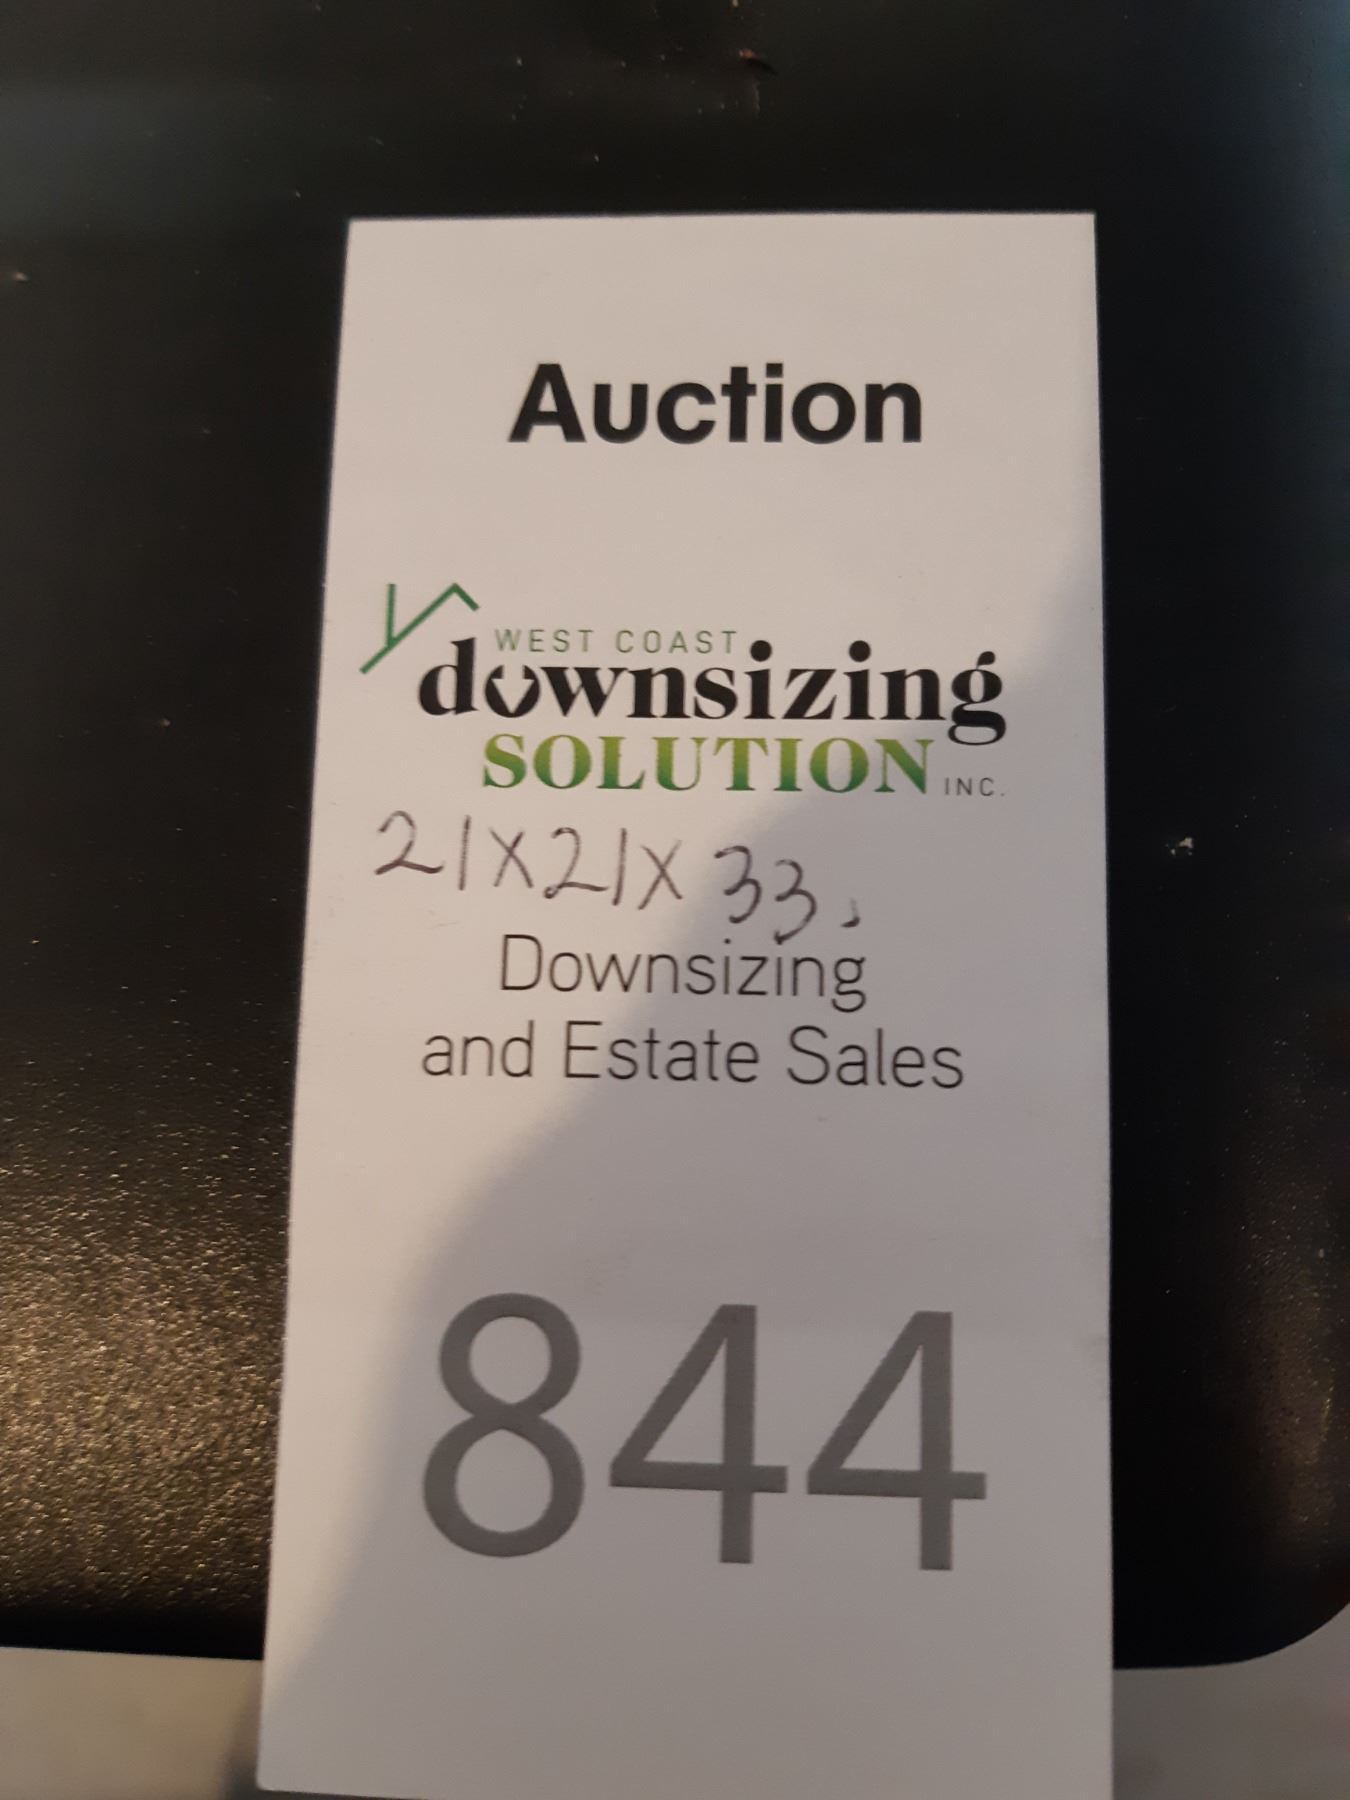 Auction
WEST COAST
downsizing
SOLUTION INC.
21x21x33.
Downsizing
and Estate Sales
844